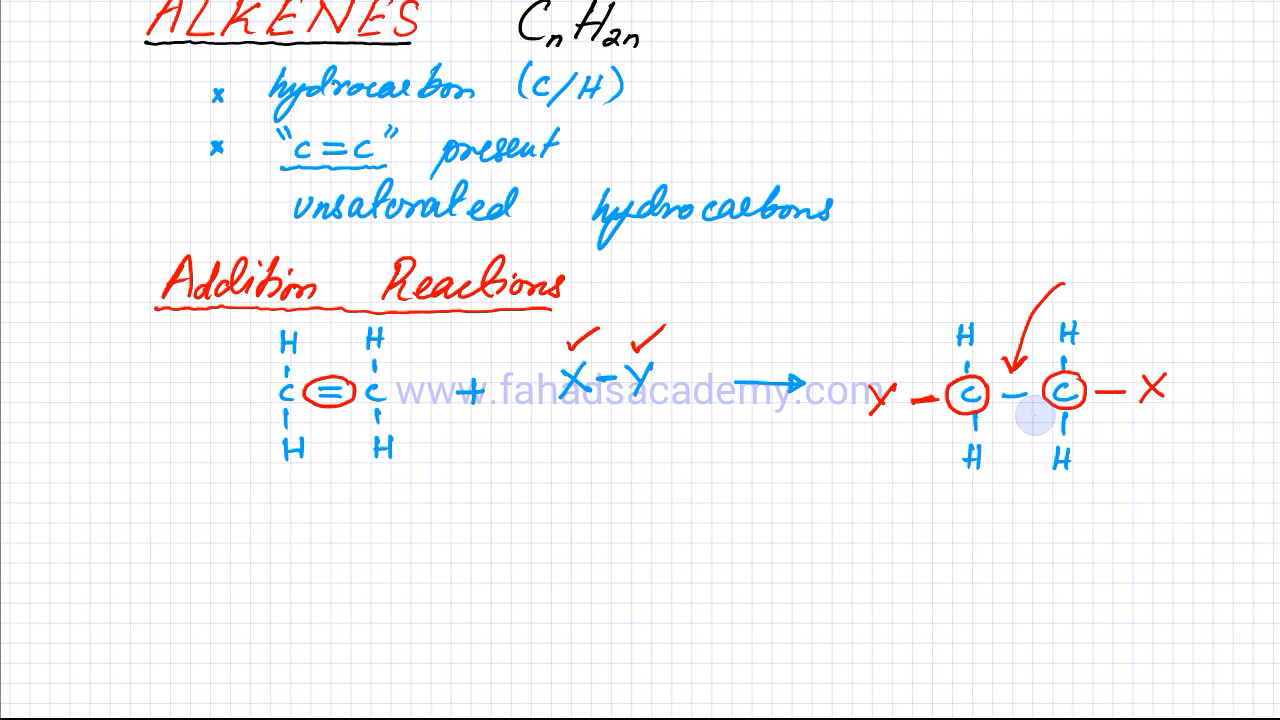 ALKENES CnH2n
× hydrocarbon (C/H)
× "C=C" present
unsaturated hydrocarbons
Addition Reactions
H H H H
C = C + X-Y → Y - C - C - X
H H H H
www.fahadsacademy.com